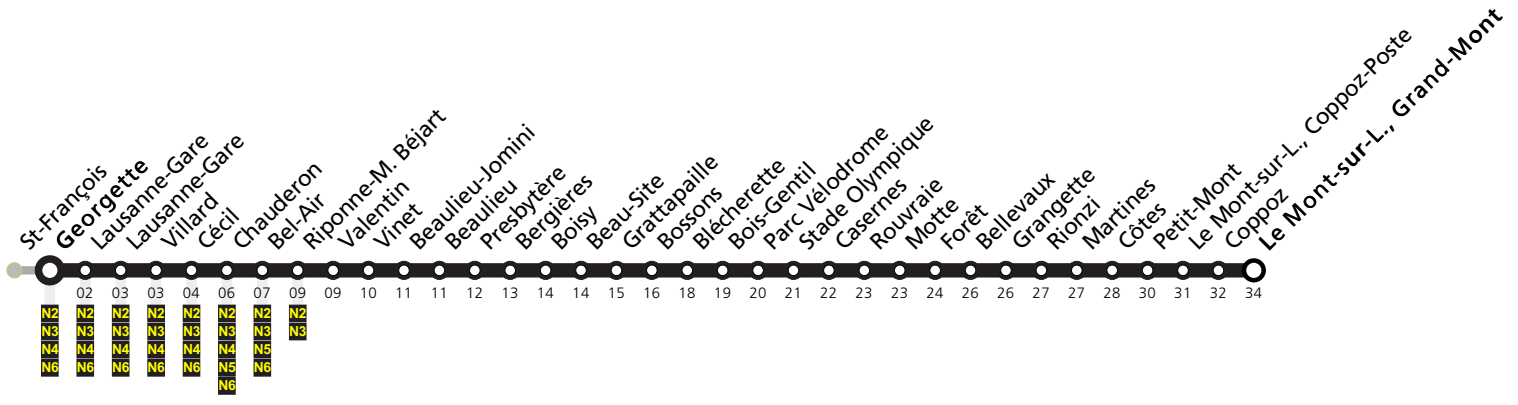 St-François
Georgette
Lausanne-Gare
Lausanne-Gare
Villard
Cécil
Chauderon
Bel-Air
Riponne-M. Béjart
Valentin
Vinet
Beaulieu-Jomini
Beaulieu
Presbytère
Bergières
Boisy
Beau-Site
Grattapaille
Bossons
Blécherette
Bois-Gentil
Parc Vélodrome
Stade Olympique
Casernes
Rouvraie
Motte
Forêt
Bellevaux
Grangette
Rionzi
Martines
Côtes
Petit-Mont
Le Mont-sur-L., Coppoz-Poste
Coppoz
Le Mont-sur-L., Grand-Mont
02 03 03 04 06 07 09 09 10 11 11 12 13 14 14 15 16 18 19 20 21 22 23 23 24 26 26 27 27 28 30 31 32 34
N2 N2 N2 N2 N2 N2 N2 N2
N3 N3 N3 N3 N3 N3 N3 N3
N4 N4 N4 N4 N4 N4 N5
N6 N6 N6 N6 N6 N5 N6
N6